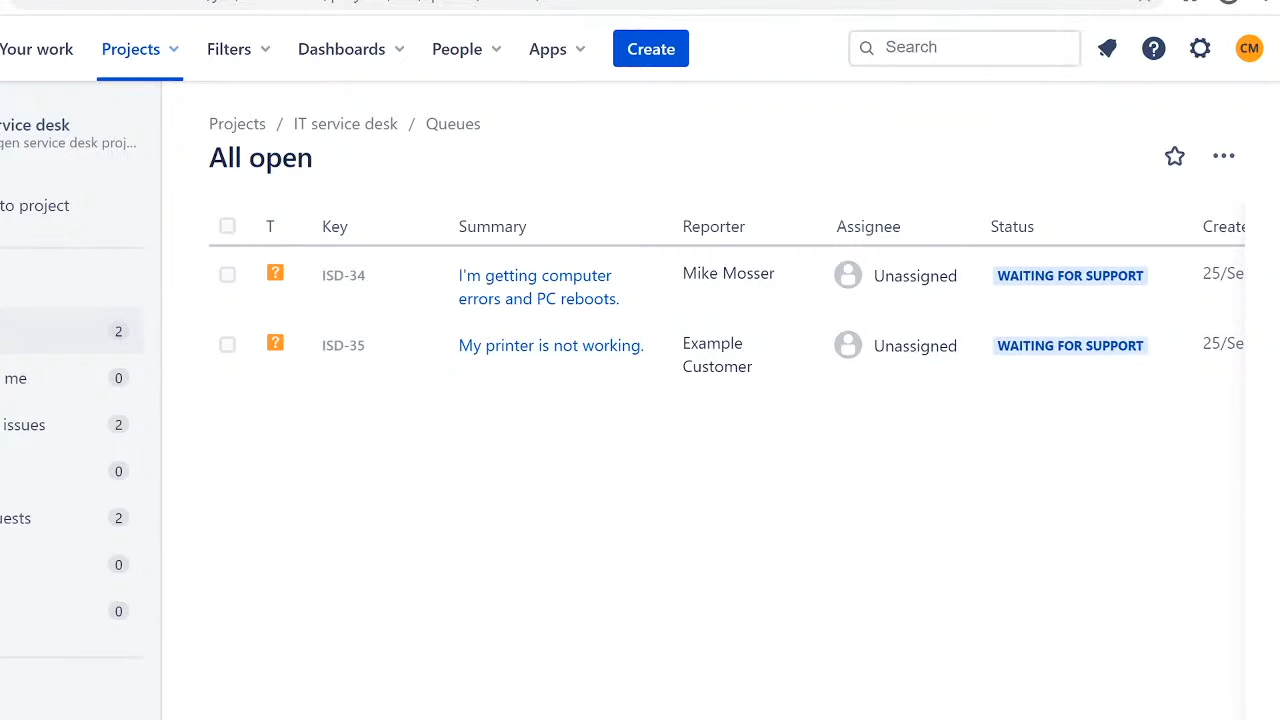 Your work Projects Filters Dashboards People Apps Create Search CM
Projects / IT service desk / Queues
All open
T Key Summary Reporter Assignee Status
? ISD-34 I'm getting computer errors and PC reboots. Mike Mosser Unassigned WAITING FOR SUPPORT 25/Se
? ISD-35 My printer is not working. Example Customer Unassigned WAITING FOR SUPPORT 25/Se
rvice desk
gen service desk proj...
to project
2
me 0
issues 2
0
uests 2
0
0